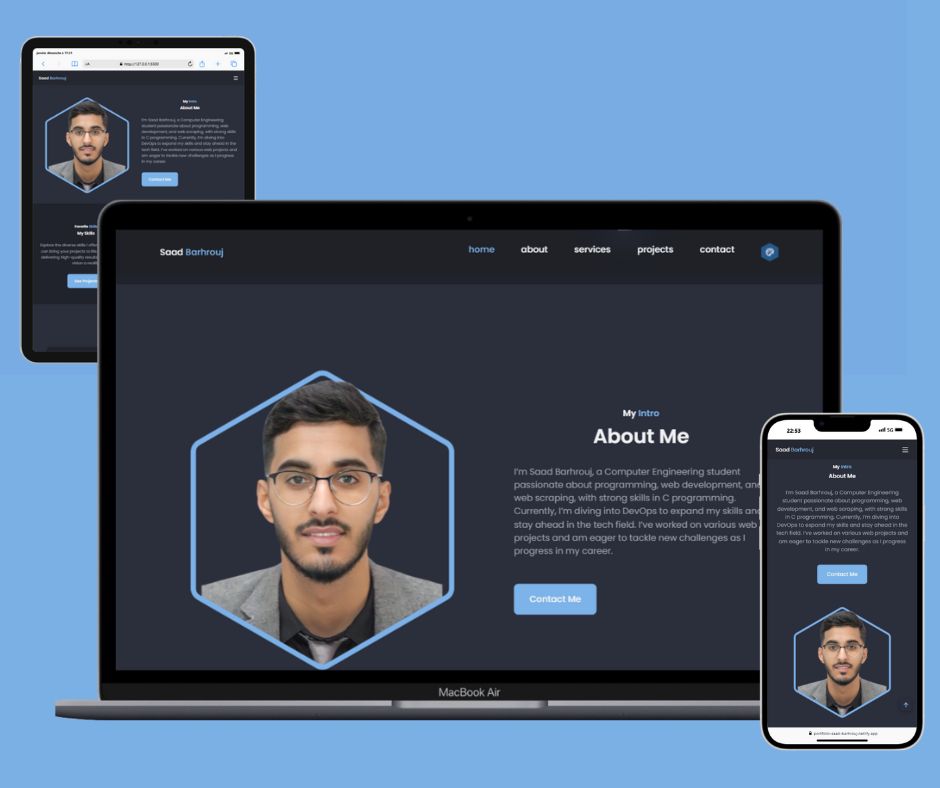 jeudi décembre 11:01
AA http://127.0.0.1:5500
Saad Barhrouj
My Intro
About Me
I'm Saad Barhrouj, a Computer Engineering
student passionate about programming, web
development, and web scraping, with strong skills
in C programming. Currently, I'm diving into
DevOps to expand my skills and stay ahead in the
tech field. I've worked on various web projects and
am eager to tackle new challenges as I progress
in my career.
Contact Me
Favorite
My Skills
Explore the diverse skills I offer
can bring your projects to life
delivering high-quality results
See Projects
Saad Barhrouj
home about services projects contact
My Intro
About Me
I'm Saad Barhrouj, a Computer Engineering student
passionate about programming, web development, and
web scraping, with strong skills in C programming.
Currently, I'm diving into DevOps to expand my skills and
stay ahead in the tech field. I've worked on various web
projects and am eager to tackle new challenges as I
progress in my career.
Contact Me
MacBook Air
22:53 5G
Saad Barhrouj
My Intro
About Me
I'm Saad Barhrouj, a Computer Engineering
student passionate about programming, web
development, and web scraping, with strong skills
in C programming. Currently, I'm diving into
DevOps to expand my skills and stay ahead in the
tech field. I've worked on various web projects and
am eager to tackle new challenges as I progress
in my career.
Contact Me
portfolio-saad-barhrouj.netlify.app